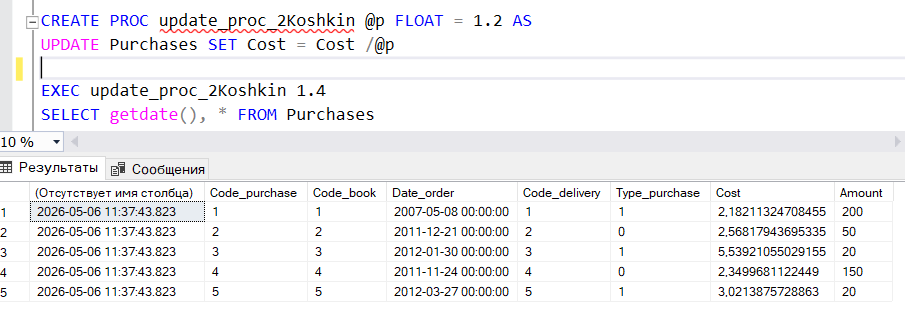 CREATE PROC update_proc_2Koshkin @p FLOAT = 1.2 AS
UPDATE Purchases SET Cost = Cost /@p
EXEC update_proc_2Koshkin 1.4
SELECT getdate(), * FROM Purchases
10 %
Результаты Сообщения
(Отсутствует имя столбца) Code_purchase Code_book Date_order Code_delivery Type_purchase Cost Amount
1 2026-05-06 11:37:43.823 1 1 2007-05-08 00:00:00 1 1 2,18211324708455 200
2 2026-05-06 11:37:43.823 2 2 2011-12-21 00:00:00 2 0 2,56817943695335 50
3 2026-05-06 11:37:43.823 3 3 2012-01-30 00:00:00 3 1 5,53921055029155 20
4 2026-05-06 11:37:43.823 4 4 2011-11-24 00:00:00 4 0 2,3499681122449 150
5 2026-05-06 11:37:43.823 5 5 2012-03-27 00:00:00 5 1 3,0213875728863 20